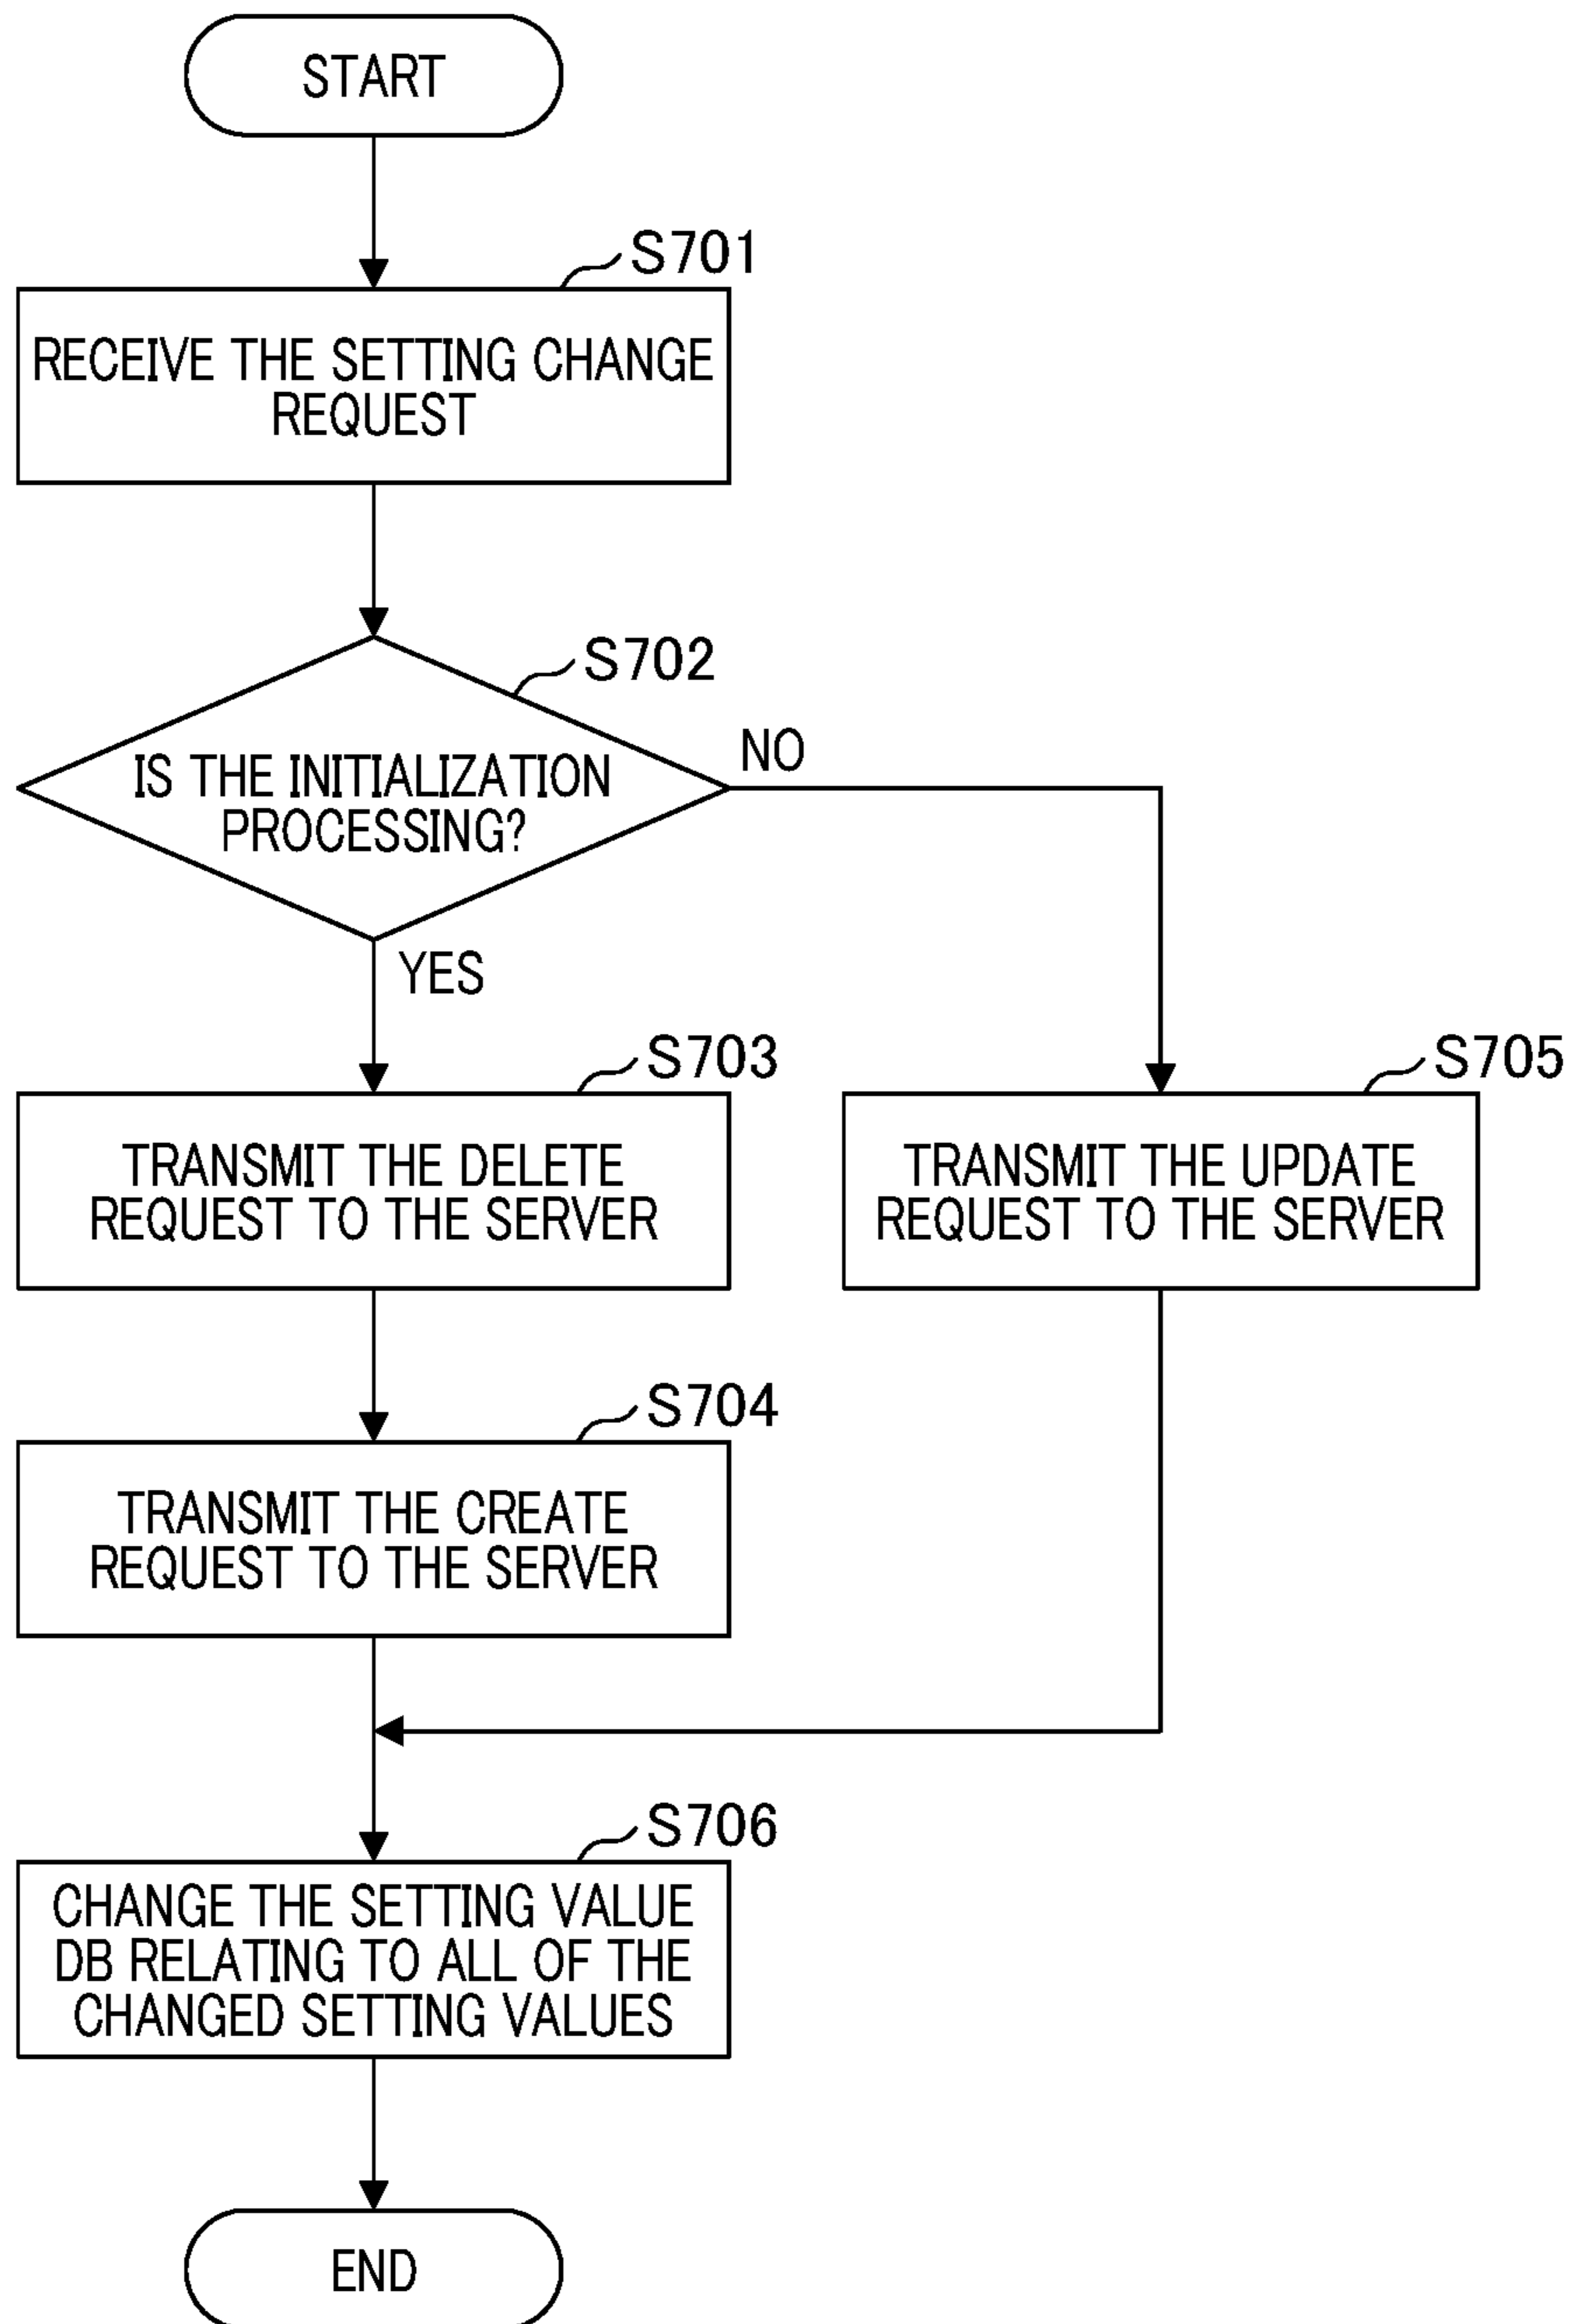 START
S701
RECEIVE THE SETTING CHANGE
REQUEST
S702
IS THE INITIALIZATION
PROCESSING?
NO
YES
S703
TRANSMIT THE DELETE
REQUEST TO THE SERVER
S705
TRANSMIT THE UPDATE
REQUEST TO THE SERVER
S704
TRANSMIT THE CREATE
REQUEST TO THE SERVER
S706
CHANGE THE SETTING VALUE
DB RELATING TO ALL OF THE
CHANGED SETTING VALUES
END